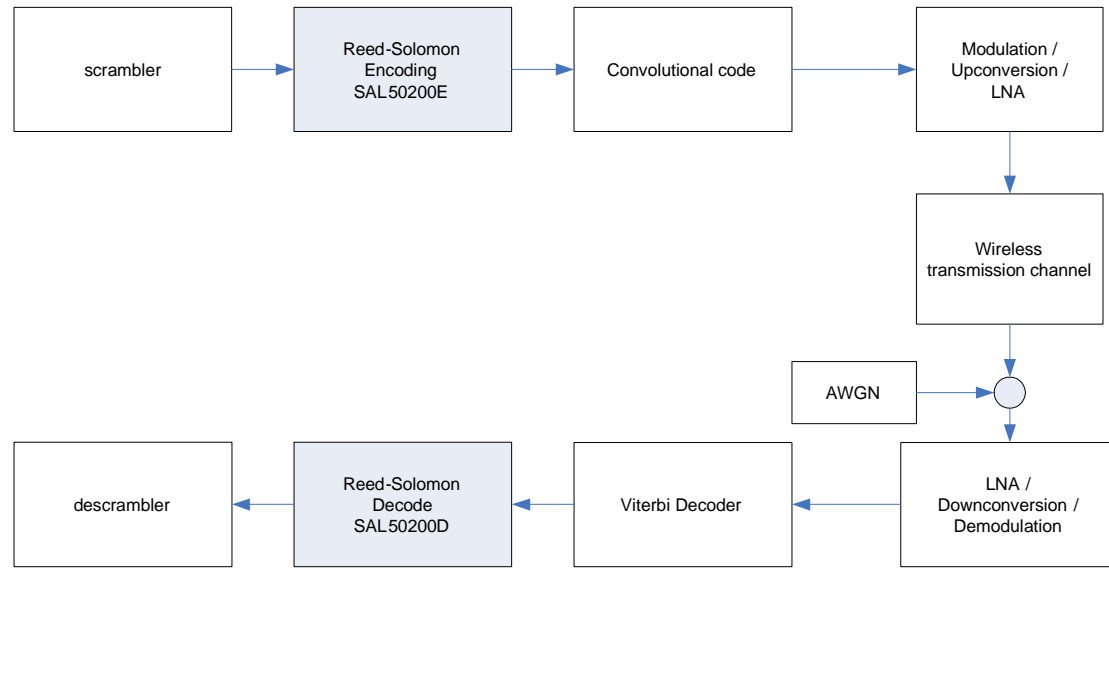 scrambler
Reed-Solomon
Encoding
SAL50200E
Convolutional code
Modulation /
Upconversion /
LNA
Wireless
transmission channel
AWGN
LNA /
Downconversion /
Demodulation
Viterbi Decoder
Reed-Solomon
Decode
SAL50200D
descrambler